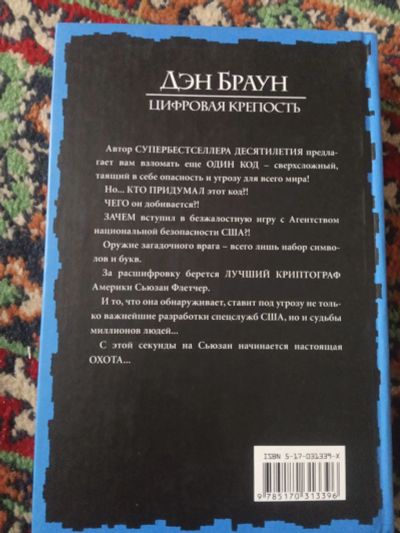 Дэн Браун
ЦИФРОВАЯ КРЕПОСТЬ
Автор СУПЕРБЕСТСЕЛЛЕРА ДЕСЯТИЛЕТИЯ предла-
гает вам взломать еще ОДИН КОД – сверхсложный,
таящий в себе опасность и угрозу для всего мира!
Но... КТО ПРИДУМАЛ этот код?!
ЧЕГО он добивается?!
ЗАЧЕМ вступил в безжалостную игру с Агентством
национальной безопасности США?!
Оружие загадочного врага – всего лишь набор симво-
лов и букв.
За расшифровку берется ЛУЧШИЙ КРИПТОГРАФ
Америки Сьюзан Флетчер.
И то, что она обнаруживает, ставит под угрозу не толь-
ко важнейшие разработки спецслужб США, но и судьбы
миллионов людей...
С этой секунды на Сьюзан начинается настоящая
ОХОТА...
ISBN 5-17-031339-X
9 785170 313396